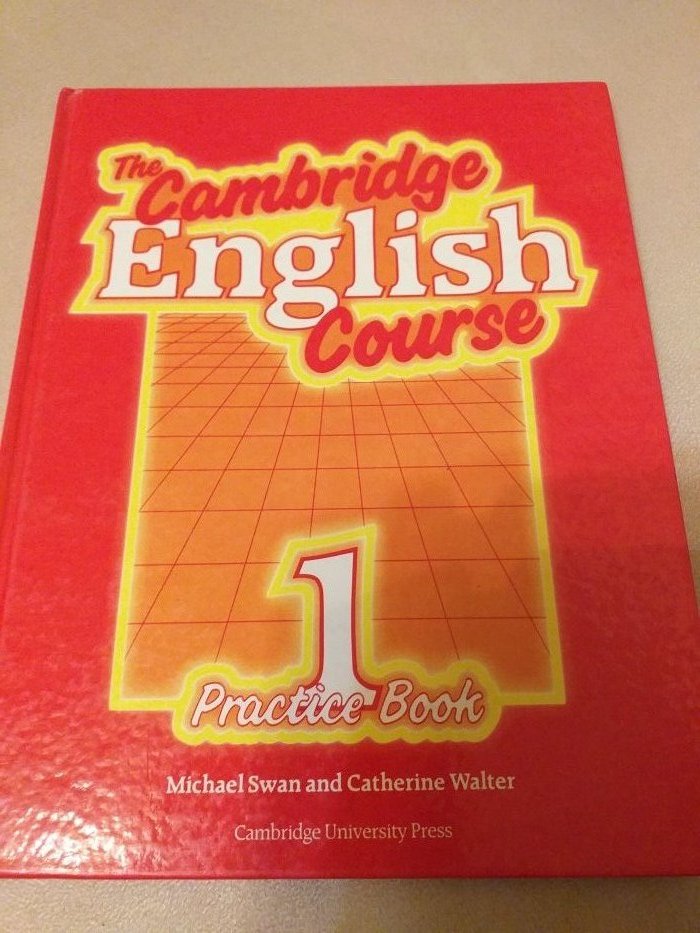 The Cambridge
English
Course
1
Practice Book
Michael Swan and Catherine Walter
Cambridge University Press